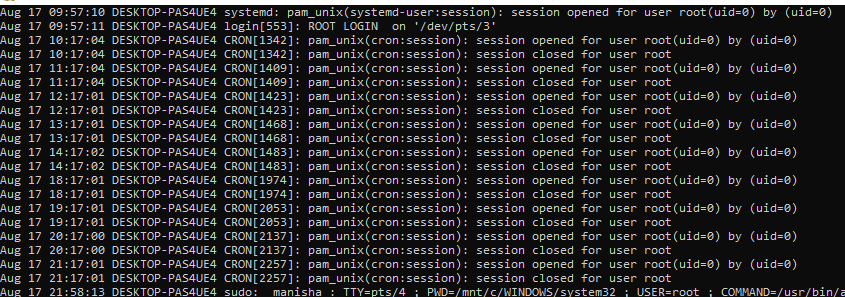 Aug 17 09:57:10 DESKTOP-PAS4UE4 systemd: pam_unix(systemd-user:session): session opened for user root(uid=0) by (uid=0)
Aug 17 09:57:11 DESKTOP-PAS4UE4 login[553]: ROOT LOGIN  on '/dev/pts/3'
Aug 17 10:17:04 DESKTOP-PAS4UE4 CRON[1342]: pam_unix(cron:session): session opened for user root(uid=0) by (uid=0)
Aug 17 10:17:04 DESKTOP-PAS4UE4 CRON[1342]: pam_unix(cron:session): session closed for user root
Aug 17 11:17:04 DESKTOP-PAS4UE4 CRON[1409]: pam_unix(cron:session): session opened for user root(uid=0) by (uid=0)
Aug 17 11:17:04 DESKTOP-PAS4UE4 CRON[1409]: pam_unix(cron:session): session closed for user root
Aug 17 12:17:01 DESKTOP-PAS4UE4 CRON[1423]: pam_unix(cron:session): session opened for user root(uid=0) by (uid=0)
Aug 17 12:17:01 DESKTOP-PAS4UE4 CRON[1423]: pam_unix(cron:session): session closed for user root
Aug 17 13:17:01 DESKTOP-PAS4UE4 CRON[1468]: pam_unix(cron:session): session opened for user root(uid=0) by (uid=0)
Aug 17 13:17:01 DESKTOP-PAS4UE4 CRON[1468]: pam_unix(cron:session): session closed for user root
Aug 17 14:17:02 DESKTOP-PAS4UE4 CRON[1483]: pam_unix(cron:session): session opened for user root(uid=0) by (uid=0)
Aug 17 14:17:02 DESKTOP-PAS4UE4 CRON[1483]: pam_unix(cron:session): session closed for user root
Aug 17 18:17:01 DESKTOP-PAS4UE4 CRON[1974]: pam_unix(cron:session): session opened for user root(uid=0) by (uid=0)
Aug 17 18:17:01 DESKTOP-PAS4UE4 CRON[1974]: pam_unix(cron:session): session closed for user root
Aug 17 19:17:01 DESKTOP-PAS4UE4 CRON[2053]: pam_unix(cron:session): session opened for user root(uid=0) by (uid=0)
Aug 17 19:17:01 DESKTOP-PAS4UE4 CRON[2053]: pam_unix(cron:session): session closed for user root
Aug 17 20:17:00 DESKTOP-PAS4UE4 CRON[2137]: pam_unix(cron:session): session opened for user root(uid=0) by (uid=0)
Aug 17 20:17:00 DESKTOP-PAS4UE4 CRON[2137]: pam_unix(cron:session): session closed for user root
Aug 17 21:17:01 DESKTOP-PAS4UE4 CRON[2257]: pam_unix(cron:session): session opened for user root(uid=0) by (uid=0)
Aug 17 21:17:01 DESKTOP-PAS4UE4 CRON[2257]: pam_unix(cron:session): session closed for user root
Aug 17 21:58:13 DESKTOP-PAS4UE4 sudo:  manisha : TTY=pts/4 ; PWD=/mnt/c/WINDOWS/system32 ; USER=root ; COMMAND=/usr/bin/a